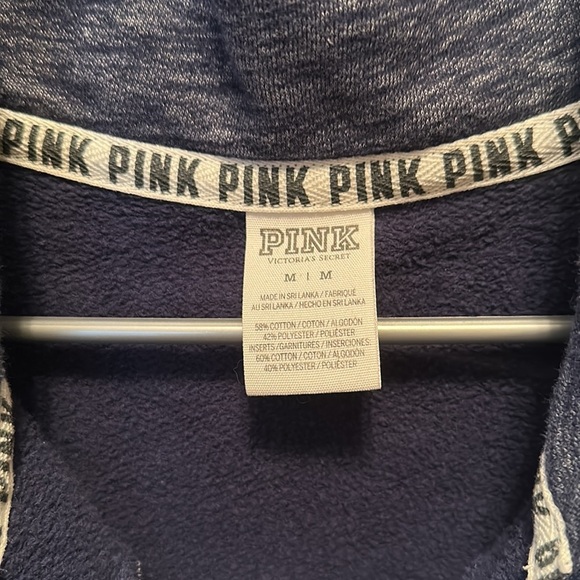 PINK PINK PINK PINK PINK PINK PINK
PINK
VICTORIA'S SECRET
M | M
MADE IN SRI LANKA / FABRIQUÉ
AU SRI LANKA / HECHO EN SRI LANKA
58% COTTON / COTON / ALGODÓN
42% POLYESTER / POLIÉSTER
INSERTS/GARNITURES / INSERCIONES:
60% COTTON / COTON / ALGODÓN
40% POLYESTER / POLIÉSTER